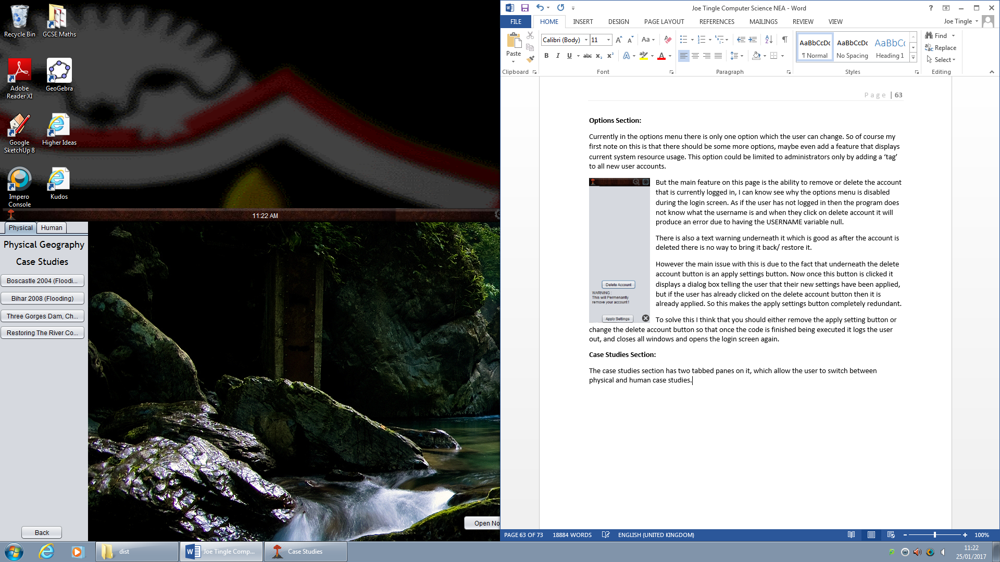 Recycle Bin
GCSE Maths
Adobe
Reader XI
GeoGebra
Google
SketchUp 8
Higher Ideas
Impero
Console
Kudos
11:22 AM
Physical
Human
Physical Geography
Case Studies
Boscastle 2004 (Floodi...
Bihar 2008 (Flooding)
Three Gorges Dam, Ch...
Restoring The River Co...
Back
Open No
Joe Tingle Computer Science NEA - Word
FILE HOME INSERT DESIGN PAGE LAYOUT REFERENCES MAILINGS REVIEW VIEW
Joe Tingle
Paste
Clipboard
Calibri (Body) 11
Font
Paragraph
AaBbCcDc AaBbCcDc AaBbC
¶ Normal No Spacing Heading 1
Styles
Find
Replace
Select
Editing
Page | 63
Options Section:
Currently in the options menu there is only one option which the user can change. So of course my
first note on this is that there should be some more options, maybe even add a feature that displays
current system resource usage. This option could be limited to administrators only by adding a ‘tag’
to all new user accounts.
But the main feature on this page is the ability to remove or delete the account
that is currently logged in, I can know see why the options menu is disabled
during the login screen. As if the user has not logged in then the program does
not know what the username is and when they click on delete account it will
produce an error due to having the USERNAME variable null.
There is also a text warning underneath it which is good as after the account is
deleted there is no way to bring it back/ restore it.
However the main issue with this is due to the fact that underneath the delete
account button is an apply settings button. Now once this button is clicked it
displays a dialog box telling the user that their new settings have been applied,
but if the user has already clicked on the delete account button then it is
already applied. So this makes the apply settings button completely redundant.
Delete Account
WARNING :
This will Permenantly
remove your account !
Apply Settings
To solve this I think that you should either remove the apply setting button or
change the delete account button so that once the code is finished being executed it logs the user
out, and closes all windows and opens the login screen again.
Case Studies Section:
The case studies section has two tabbed panes on it, which allow the user to switch between
physical and human case studies.
PAGE 63 OF 73 18884 WORDS ENGLISH (UNITED KINGDOM) 100%
dist
Joe Tingle Comp...
Case Studies
11:22
25/01/2017